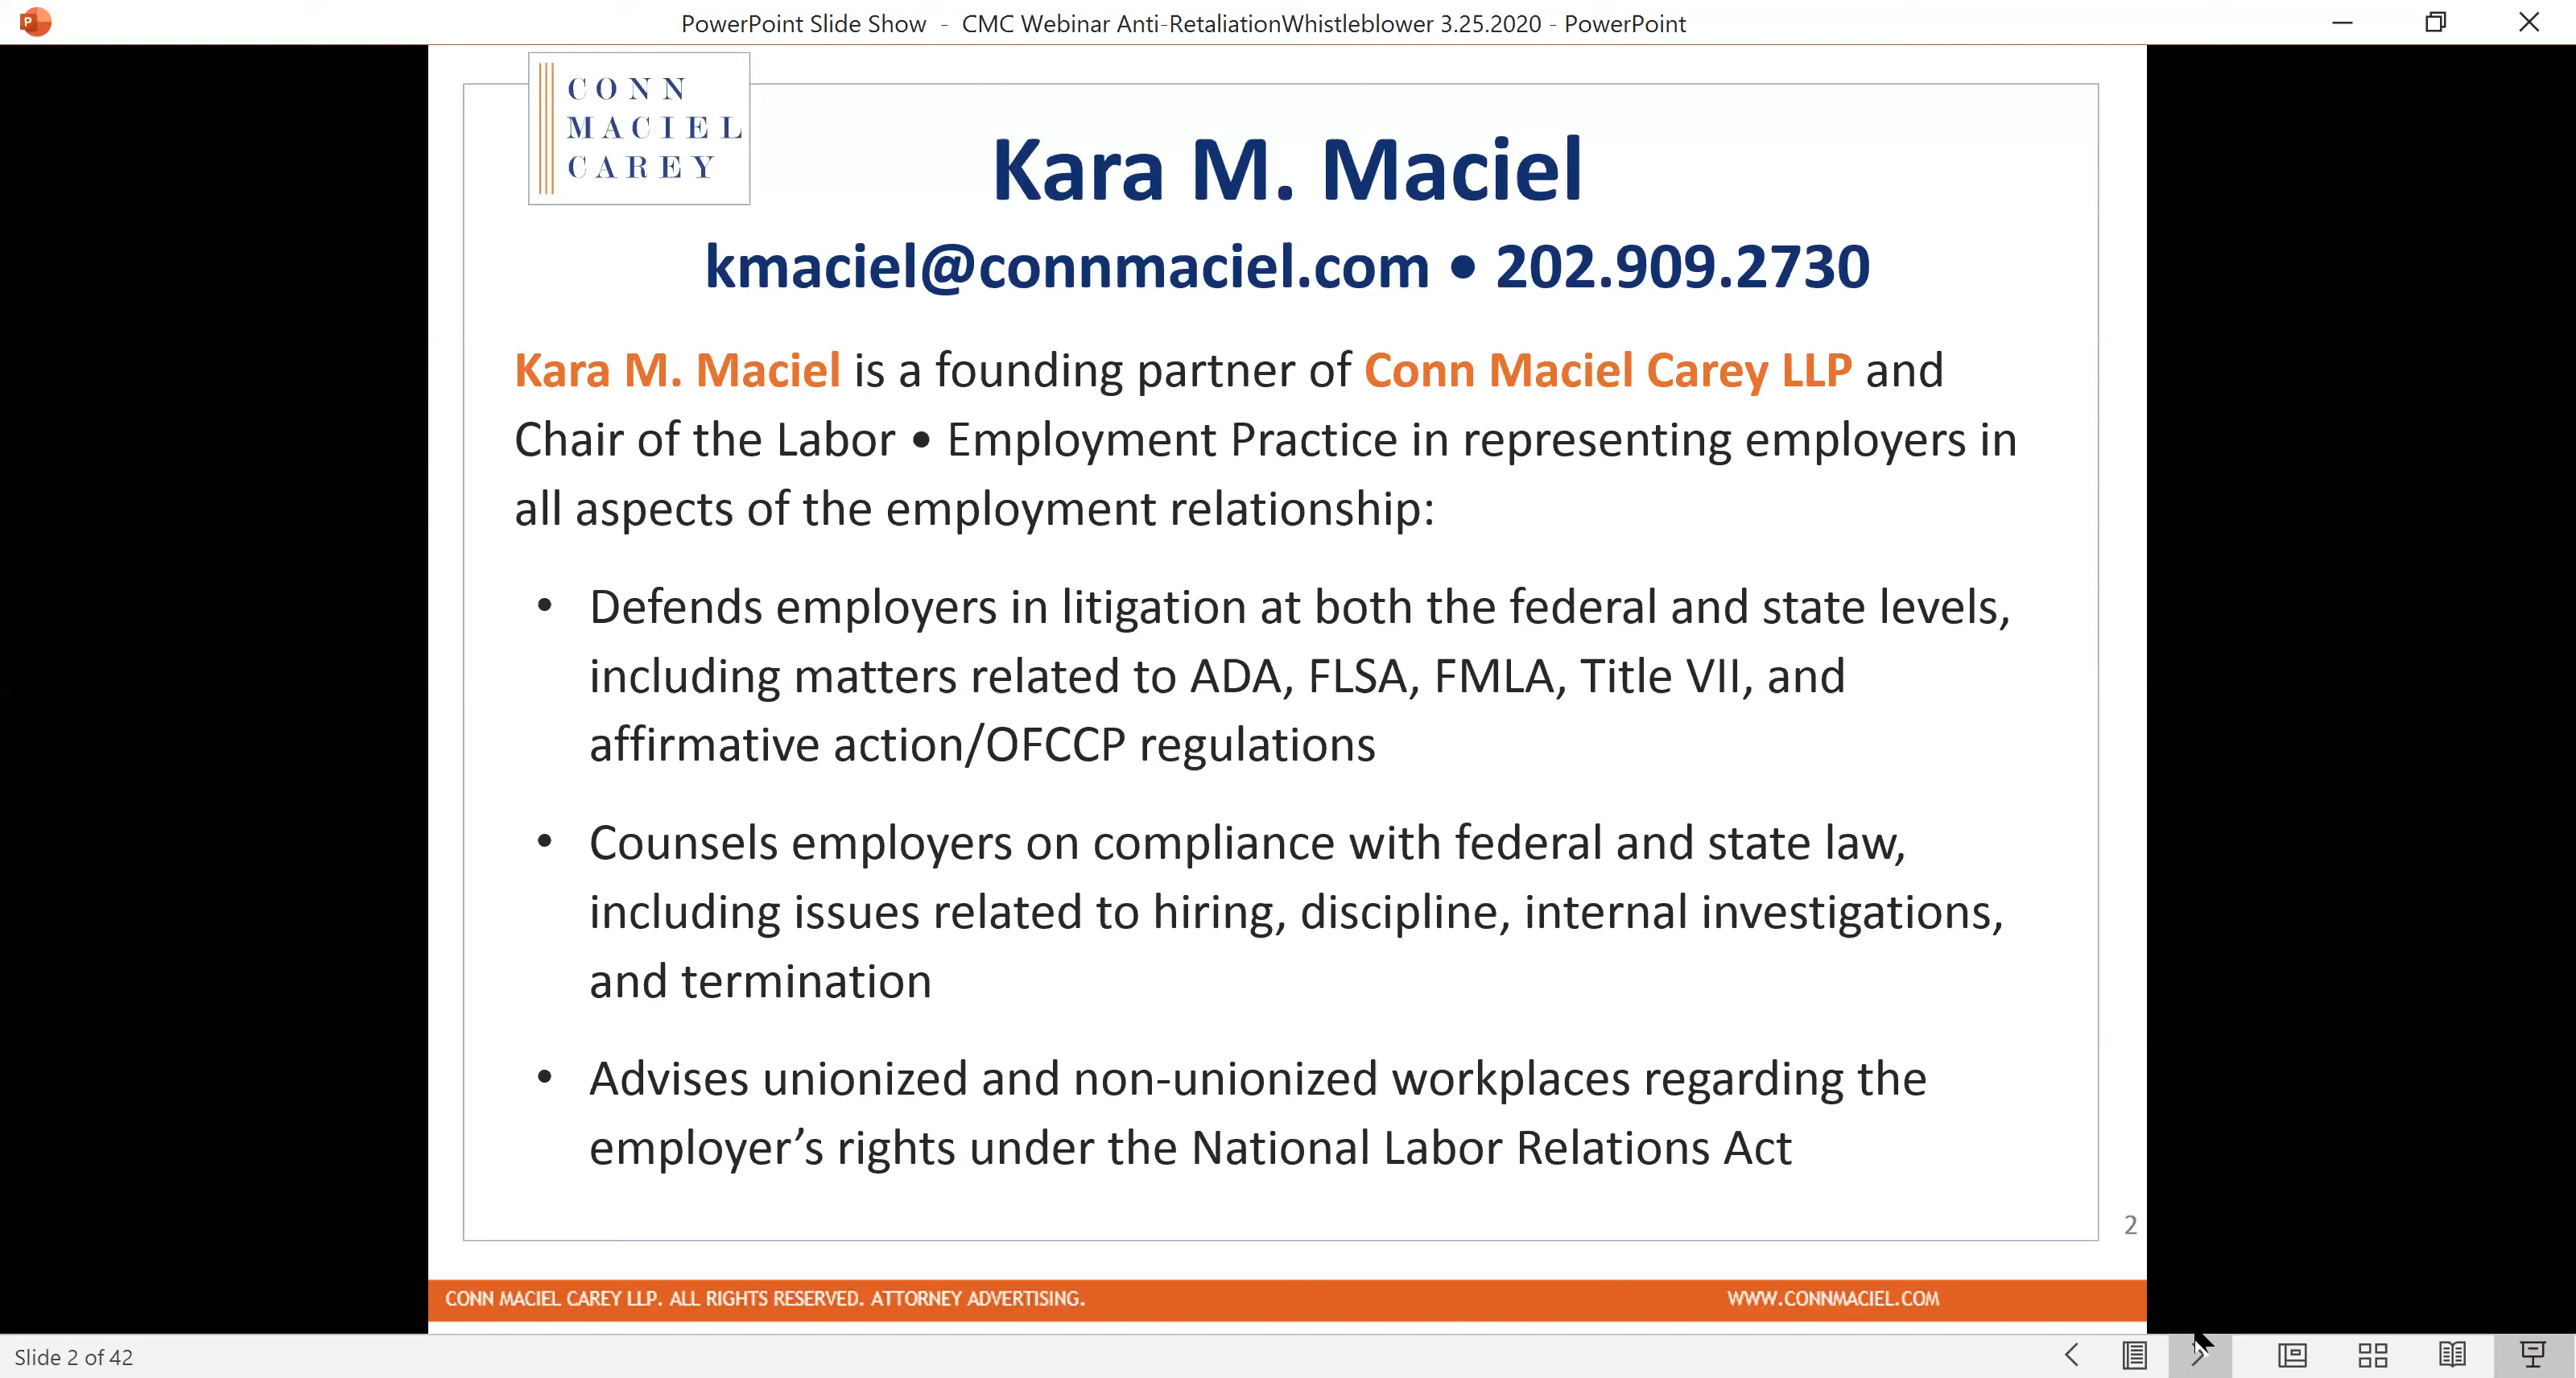 PowerPoint Slide Show - CMC Webinar Anti-RetaliationWhistleblower 3.25.2020 - PowerPoint
CONN
MACIEL
CAREY
Kara M. Maciel
kmaciel@connmaciel.com • 202.909.2730
Kara M. Maciel is a founding partner of Conn Maciel Carey LLP and
Chair of the Labor • Employment Practice in representing employers in
all aspects of the employment relationship:
• Defends employers in litigation at both the federal and state levels,
including matters related to ADA, FLSA, FMLA, Title VII, and
affirmative action/OFCCP regulations
• Counsels employers on compliance with federal and state law,
including issues related to hiring, discipline, internal investigations,
and termination
• Advises unionized and non-unionized workplaces regarding the
employer’s rights under the National Labor Relations Act
2
CONN MACIEL CAREY LLP. ALL RIGHTS RESERVED. ATTORNEY ADVERTISING.
WWW.CONNMACIEL.COM
Slide 2 of 42